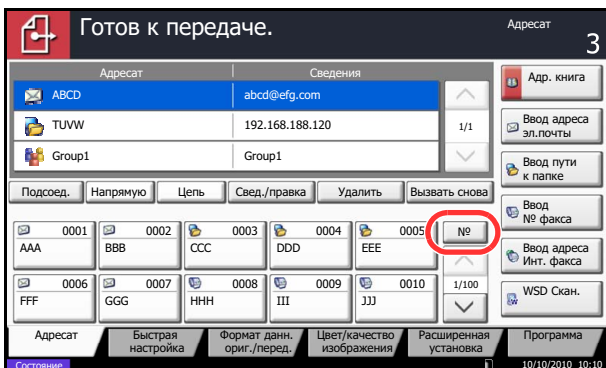 Готов к передаче.
Адресат
3
Адресат Сведения
ABCD abcd@efg.com
TUVW 192.168.188.120
Group1 Group1
1/1
Адр. книга
Ввод адреса
эл.почты
Ввод пути
к папке
Ввод
№ факса
Ввод адреса
Инт. факса
WSD Скан.
Подсоед. Напрямую Цепь Свед./правка Удалить Вызвать снова
0001 0002 0003 0004 0005 №
AAA BBB CCC DDD EEE
0006 0007 0008 0009 0010 1/100
FFF GGG HHH III JJJ
Адресат
Быстрая
настройка
Формат данн.
ориг./перед.
Цвет/качество
изображения
Расширенная
установка
Программа
Состояние 10/10/2010 10:10